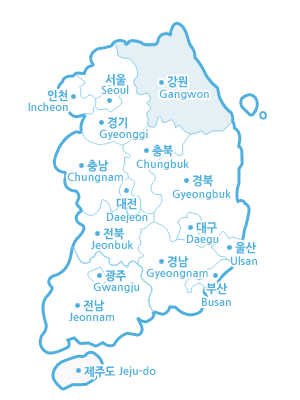 서울
Seoul
강원
Gangwon
인천
Incheon
경기
Gyeonggi
충북
Chungbuk
충남
Chungnam
경북
Gyeongbuk
대전
Daejeon
전북
Jeonbuk
대구
Daegu
울산
Ulsan
경남
Gyeongnam
광주
Gwangju
부산
Busan
전남
Jeonnam
제주도 Jeju-do